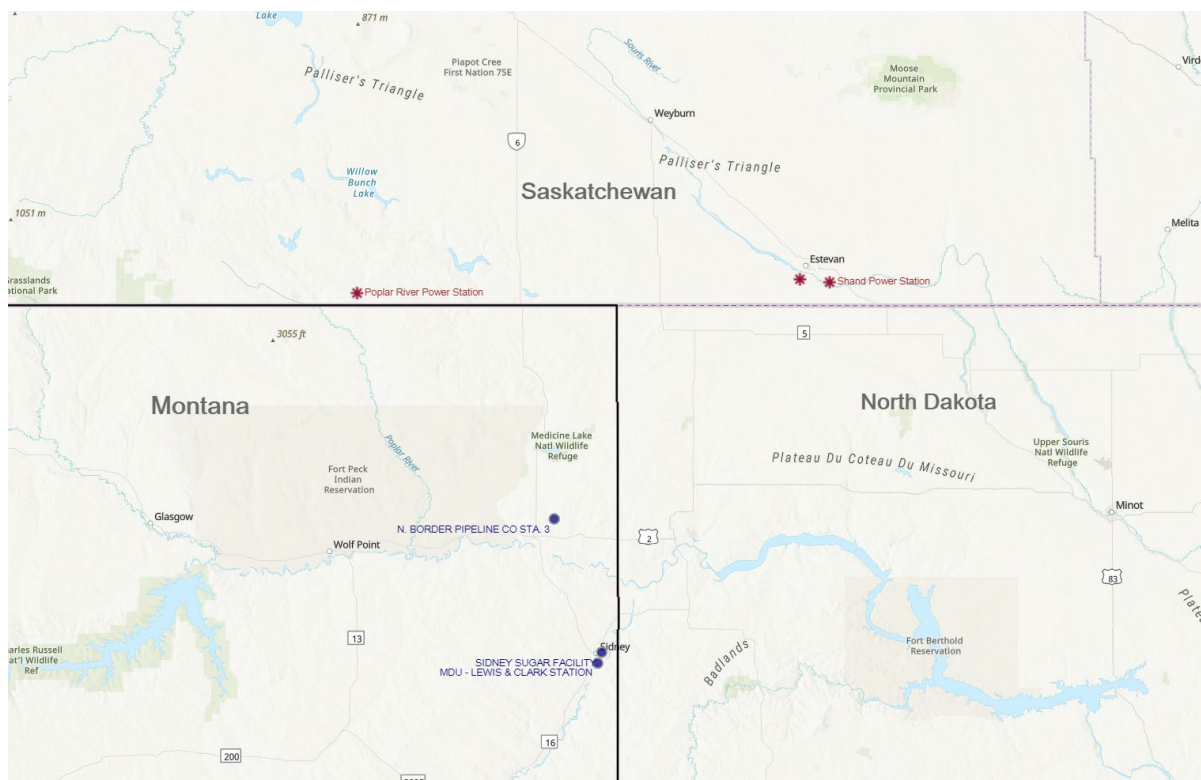 Lake
871 m
Piapot Cree
First Nation 75E
Palliser's Triangle
Souris River
Moose
Mountain
Provincial Park
Weyburn
6
Palliser's Triangle
Willow
Bunch
Lake
Saskatchewan
1051 m
Melita
Estevan
Grasslands
National Park
Poplar River Power Station
Shand Power Station
3055 ft
5
Montana
North Dakota
Medicine Lake
Natl Wildlife
Refuge
Poplar River
Upper Souris
Natl Wildlife
Refuge
Plateau Du Coteau Du Missouri
Fort Peck
Indian
Reservation
Minot
Glasgow
N. BORDER PIPELINE CO STA. 3
2
Wolf Point
83
13
Sidney
Fort Berthold
Reservation
Badlands
SIDNEY SUGAR FACILITY
MDU - LEWIS & CLARK STATION
Russell
Wildlife
Ref
16
200